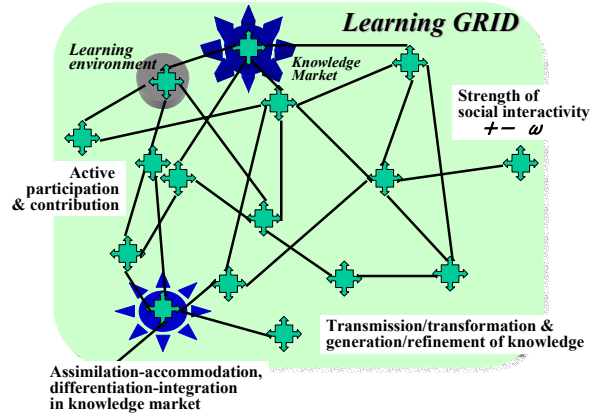 Learning GRID
Learning
environment
Knowledge
Market
Strength of
social interactivity
+- ω
Active
participation
& contribution
Transmission/transformation &
generation/refinement of knowledge
Assimilation-accommodation,
differentiation-integration
in knowledge market